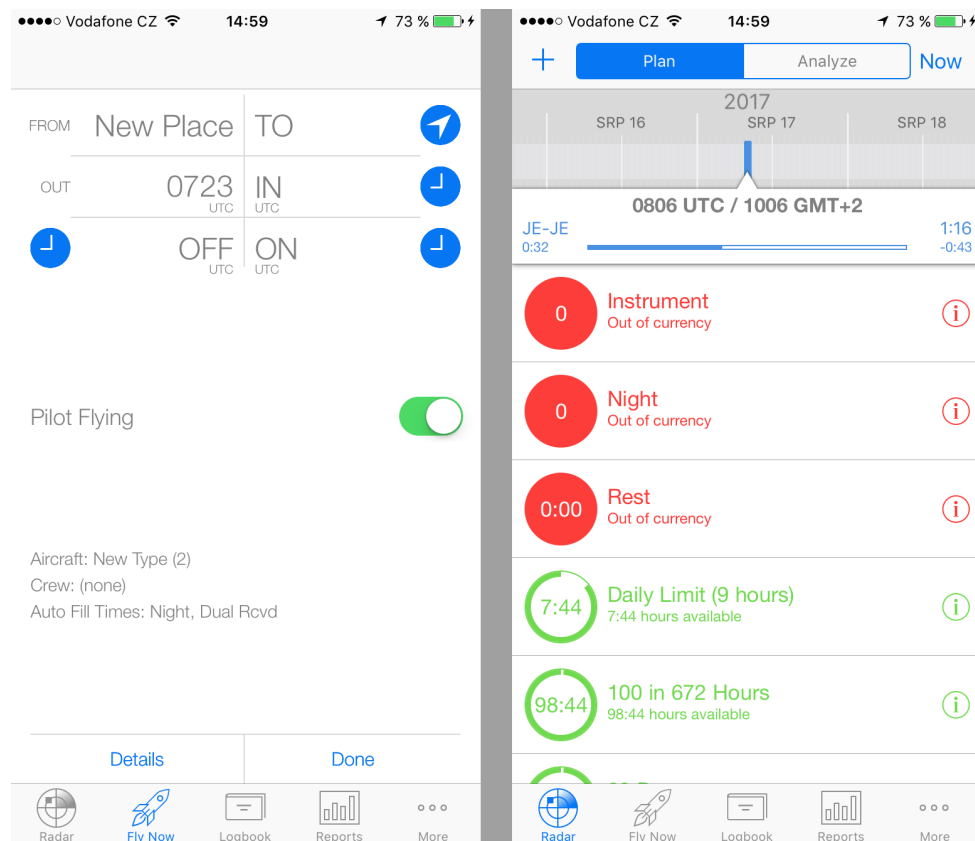 Vodafone CZ 14:59 73 %
FROM New Place TO
OUT 0723 IN
UTC UTC
OFF ON
UTC UTC
Pilot Flying
Aircraft: New Type (2)
Crew: (none)
Auto Fill Times: Night, Dual Rcvd
Details Done
Radar Fly Now Logbook Reports More
Vodafone CZ 14:59 73 %
+ Plan Analyze Now
2017
SRP 16 SRP 17 SRP 18
0806 UTC / 1006 GMT+2
JE-JE 1:16
0:32 -0:43
0 Instrument
Out of currency
0 Night
Out of currency
0:00 Rest
Out of currency
7:44 Daily Limit (9 hours)
7:44 hours available
98:44 100 in 672 Hours
98:44 hours available
Radar Fly Now Logbook Reports More